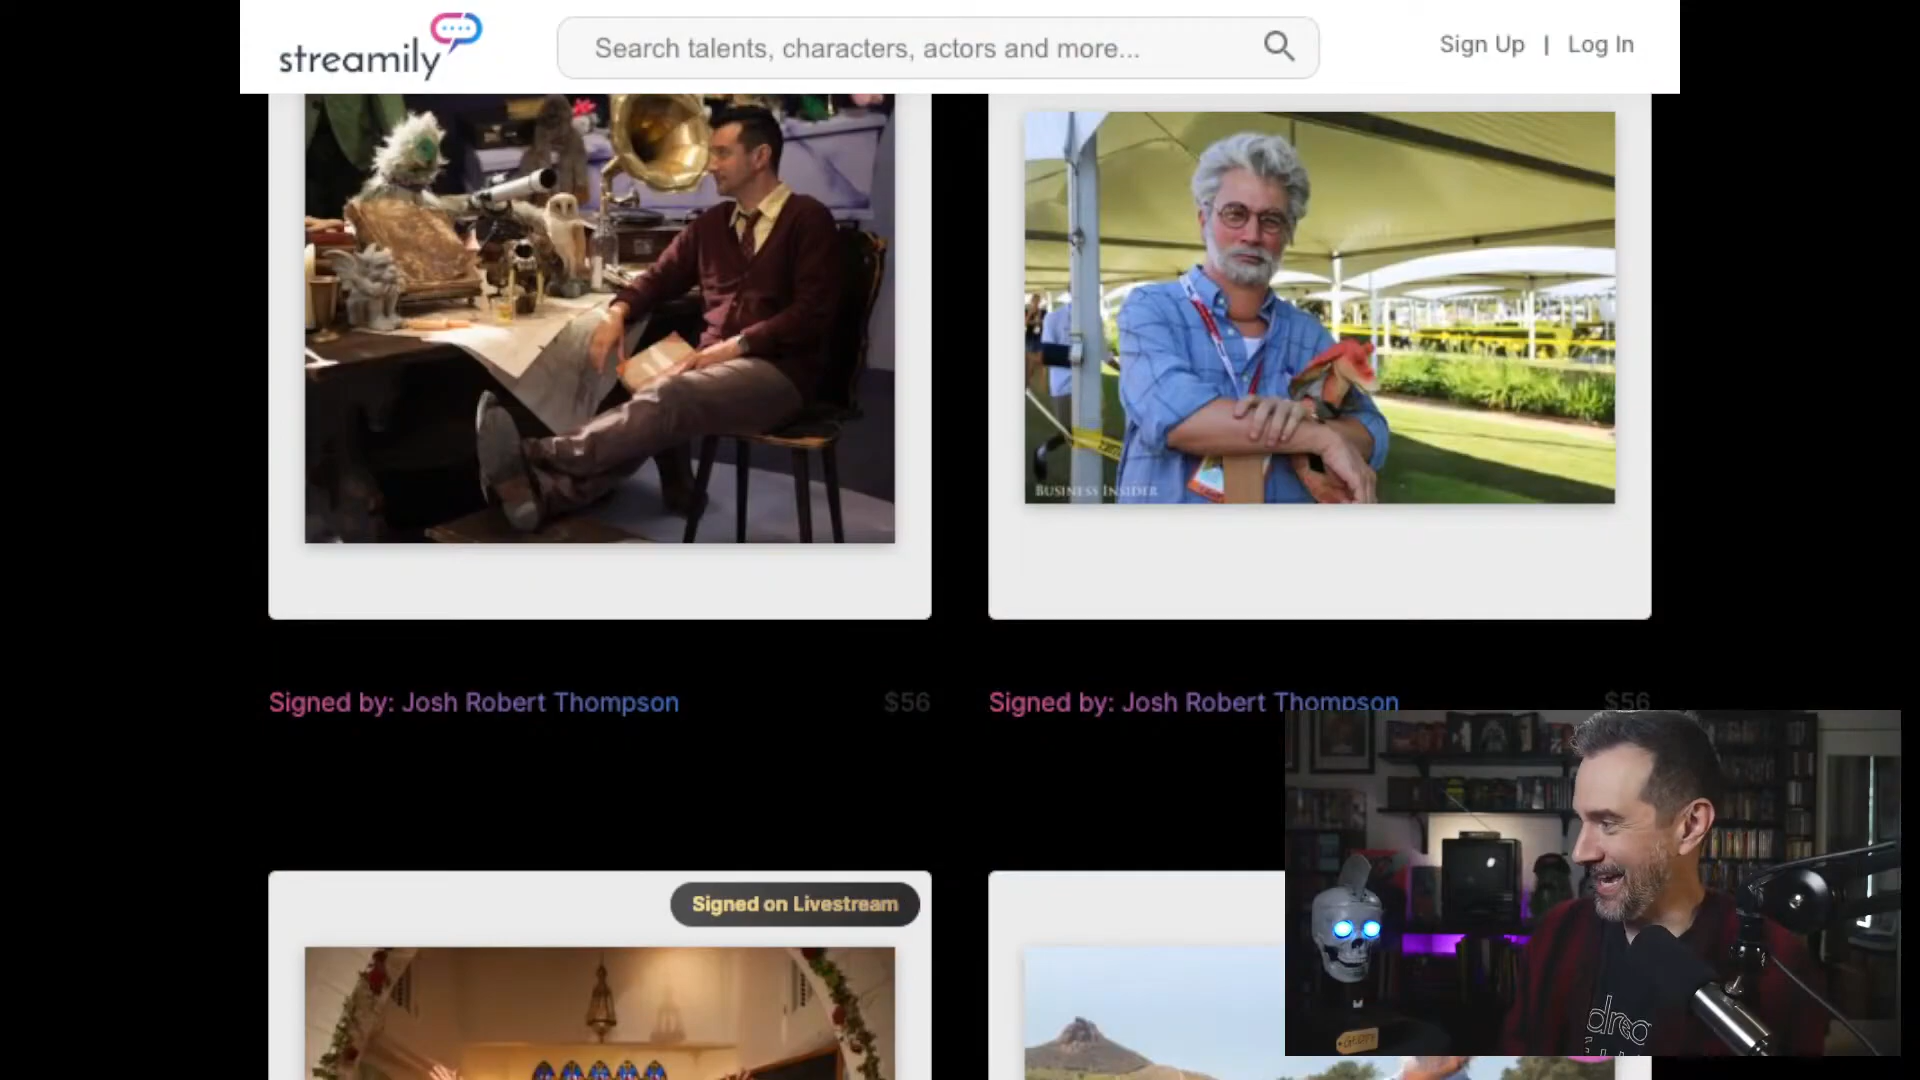 streamily
Search talents, characters, actors and more...
Sign Up | Log In
BUSINESS INSIDER
Signed by: Josh Robert Thompson
$56
Signed by: Josh Robert Thompson
$56
Signed on Livestream